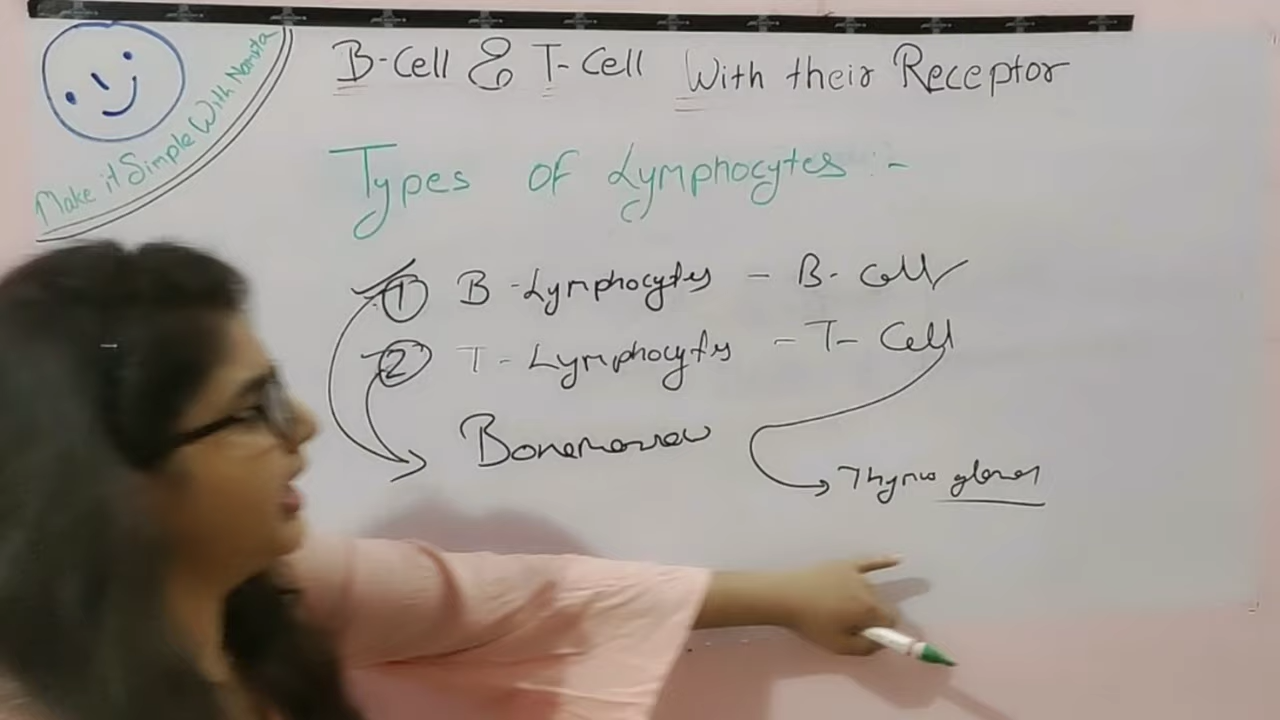 B-Cell & T-Cell With their Receptor
Make it Simple With Namrta
Types of Lymphocytes :-
1 B-Lymphocytes - B-Cell
2 T-Lymphocytes - T-Cell
Bonemarrow
Thymus gland